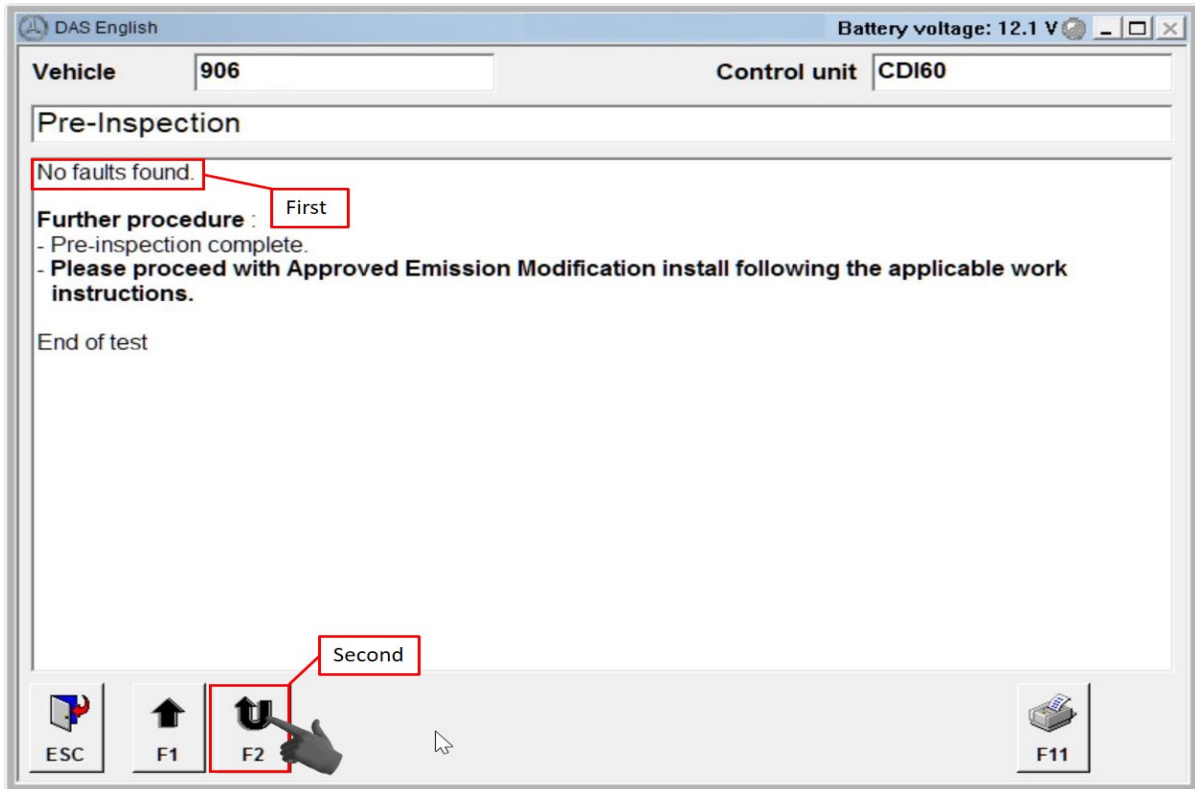 DAS English
Battery voltage: 12.1 V
Vehicle 906 Control unit CDI60
Pre-Inspection
No faults found.
First
Further procedure :
- Pre-inspection complete.
- Please proceed with Approved Emission Modification install following the applicable work
instructions.
End of test
Second
ESC F1 F2 F11